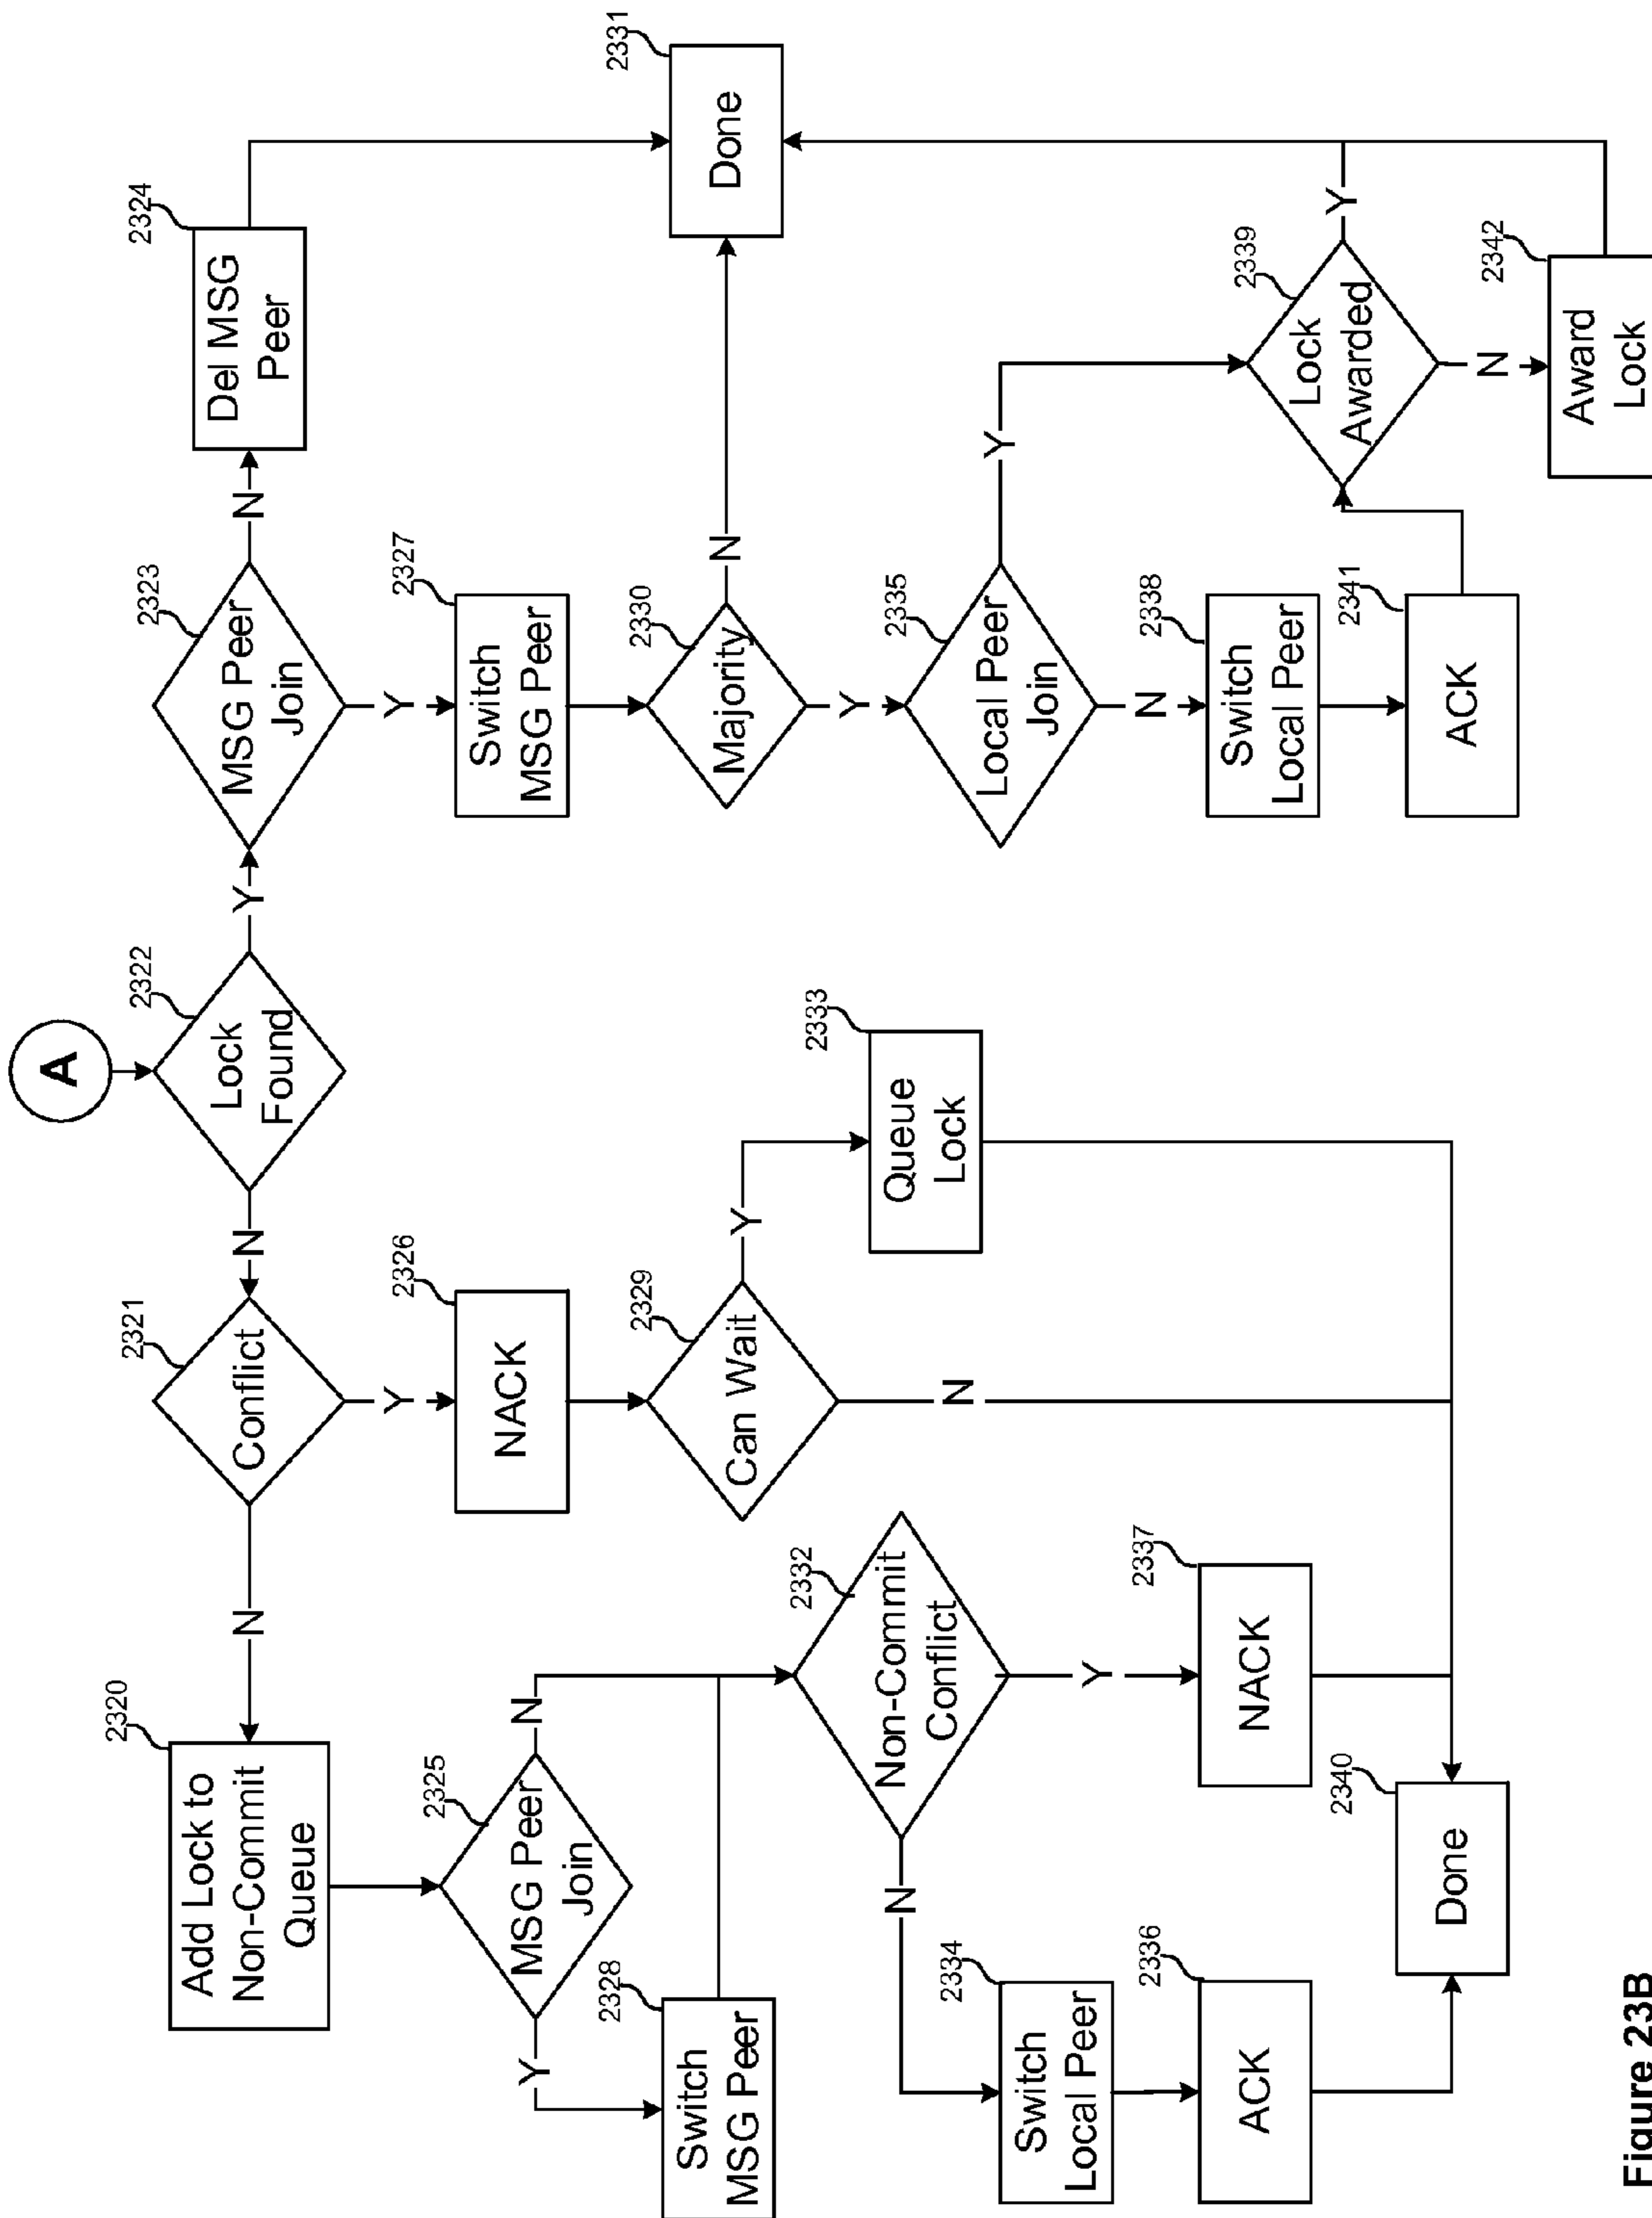 A
2320
Add Lock to
Non-Commit
Queue
N
2321
Conflict
N
2322
Lock
Found
Y
2323
MSG Peer
Join
N
2324
Del MSG
Peer
Y
2325
MSG Peer
Join
N
Y
2326
NACK
Y
2327
Switch
MSG Peer
2328
Switch
MSG Peer
2329
Can Wait
Y
2330
Majority
N
2331
Done
2332
Non-Commit
Conflict
N
Y
N
2333
Queue
Lock
Y
2335
Local Peer
Join
Y
2334
Switch
Local Peer
2337
NACK
N
2338
Switch
Local Peer
2339
Lock
Awarded
Y
2336
ACK
2340
Done
2341
ACK
N
2342
Award
Lock
Figure 23B